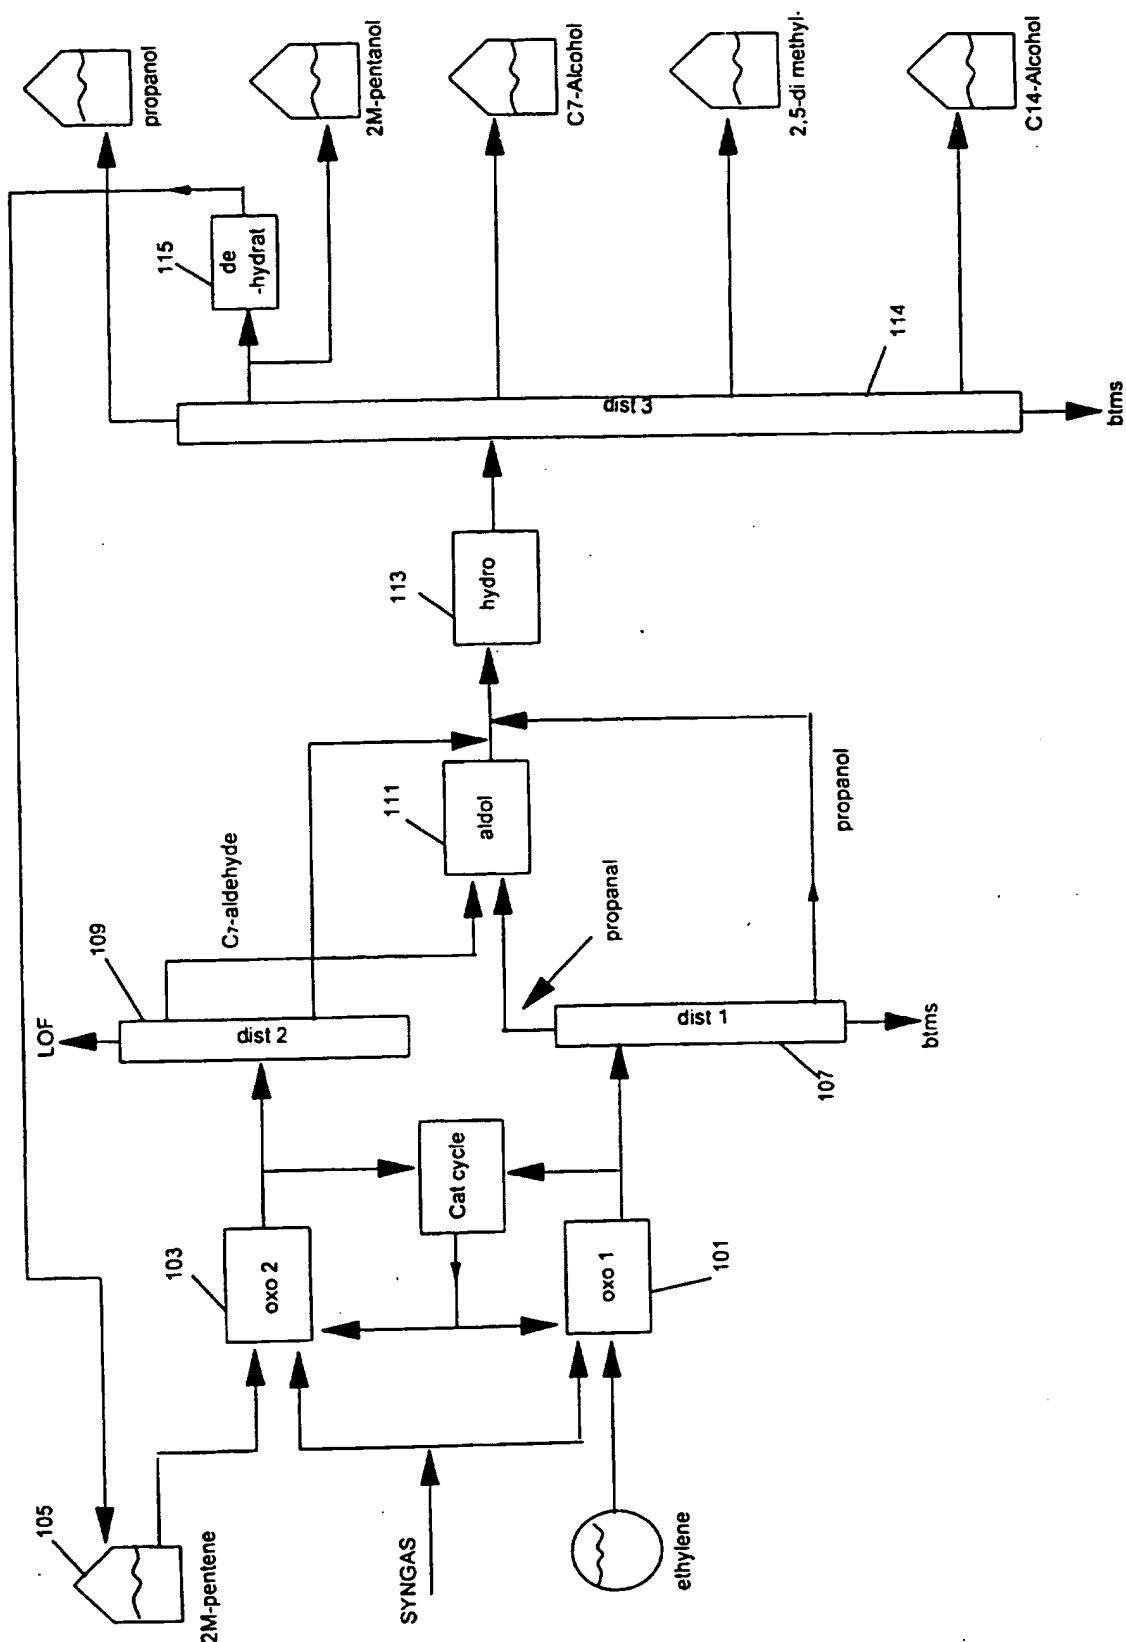 105
2M-pentene
SYNGAS
ethylene
103
oxo 2
Cat cycle
oxo 1
101
LOF
109
dist 2
C7-aldehyde
dist 1
107
btms
propanal
propanol
111
aldol
113
hydro
dist 3
114
btms
115
de
-hydrat
propanol
2M-pentanol
C7-Alcohol
2,5-di methyl-
C14-Alcohol